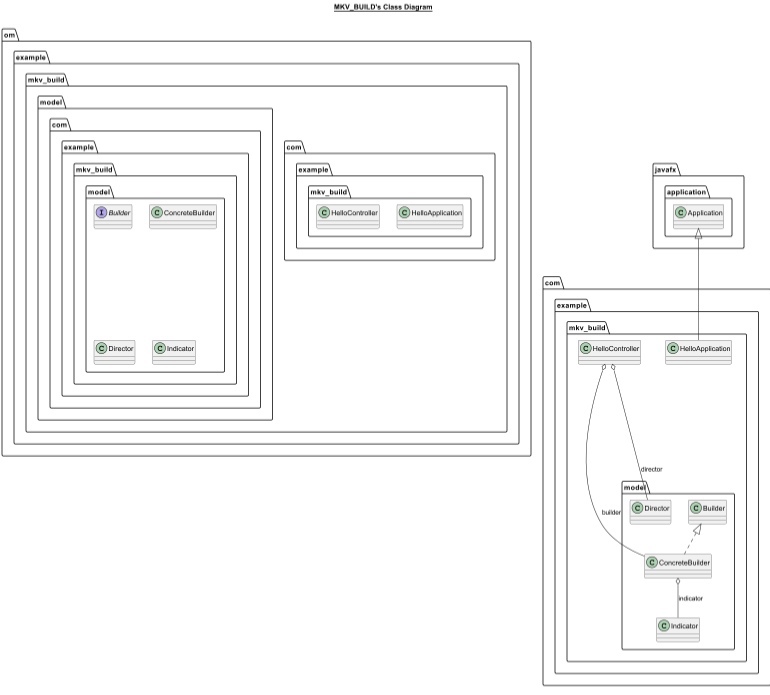 MKV_BUILD's Class Diagram
om
example
mkv_build
model
com
example
mkv_build
model
I Builder
C ConcreteBuilder
C Director
C Indicator
com
example
mkv_build
C HelloController
C HelloApplication
javafx
application
C Application
com
example
mkv_build
C HelloController
C HelloApplication
director
builder
model
C Director
C Builder
C ConcreteBuilder
indicator
C Indicator